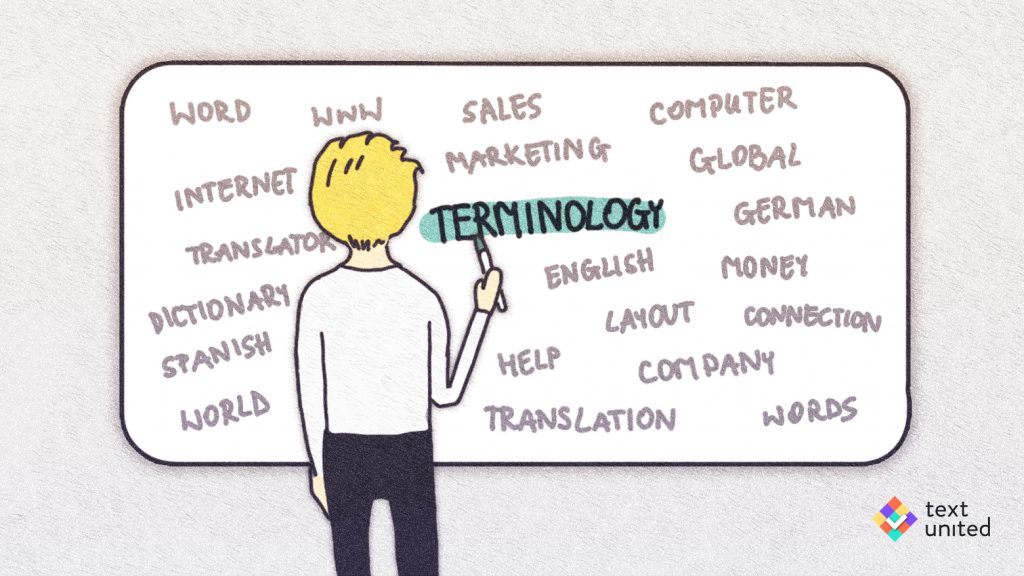 WORD WWW SALES COMPUTER
MARKETING GLOBAL
INTERNET
TERMINOLOGY GERMAN
TRANSLATOR ENGLISH MONEY
DICTIONARY LAYOUT CONNECTION
SPANISH HELP COMPANY
WORLD TRANSLATION WORDS
text
united